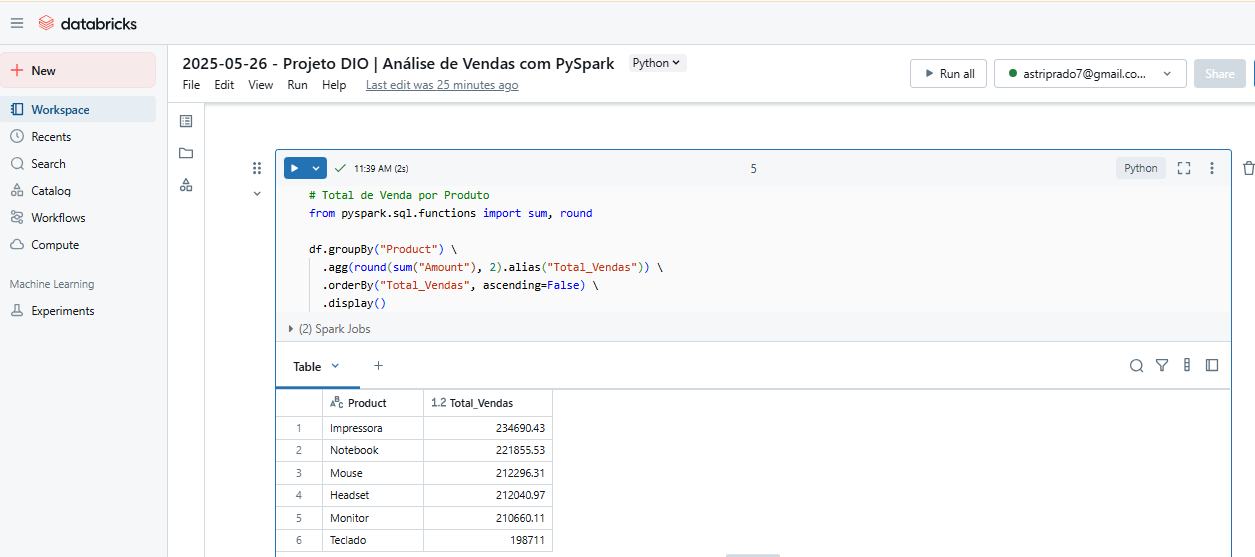 databricks
New
Workspace
Recents
Search
Catalog
Workflows
Compute
Machine Learning
Experiments
2025-05-26 - Projeto DIO | Análise de Vendas com PySpark Python
File Edit View Run Help Last edit was 25 minutes ago
Run all astriprado7@gmail.co... Share
11:39 AM (2s) 5 Python
# Total de Venda por Produto
from pyspark.sql.functions import sum, round
df.groupBy("Product") \
.agg(round(sum("Amount"), 2).alias("Total_Vendas")) \
.orderBy("Total_Vendas", ascending=False) \
.display()
(2) Spark Jobs
Table +
ABC Product 1.2 Total_Vendas
1 Impressora 234690.43
2 Notebook 221855.53
3 Mouse 212296.31
4 Headset 212040.97
5 Monitor 210660.11
6 Teclado 198711